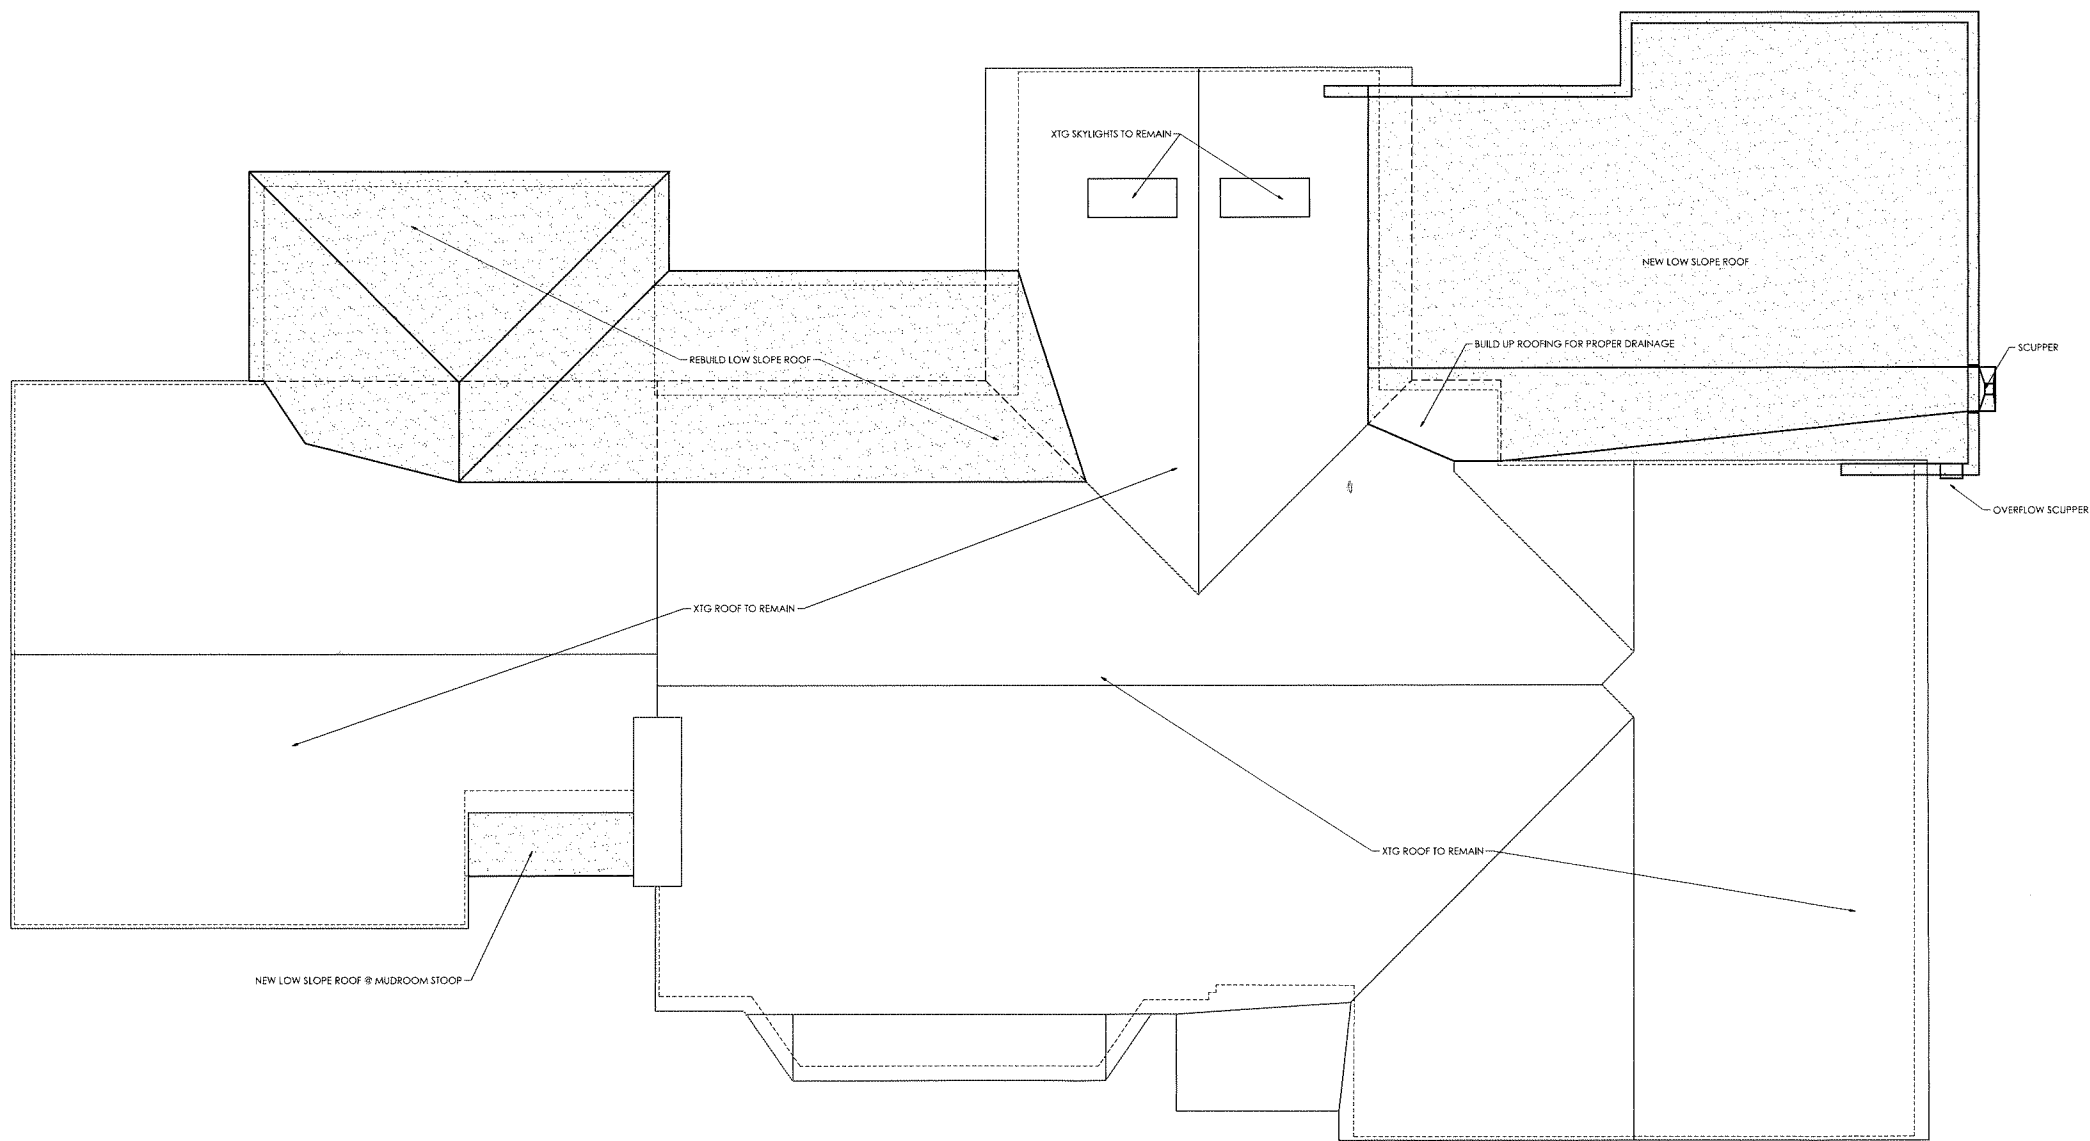 XTG SKYLIGHTS TO REMAIN
NEW LOW SLOPE ROOF
BUILD UP ROOFING FOR PROPER DRAINAGE
SCUPPER
REBUILD LOW SLOPE ROOF
OVERFLOW SCUPPER
XTG ROOF TO REMAIN
XTG ROOF TO REMAIN
NEW LOW SLOPE ROOF @ MUDROOM STOOP